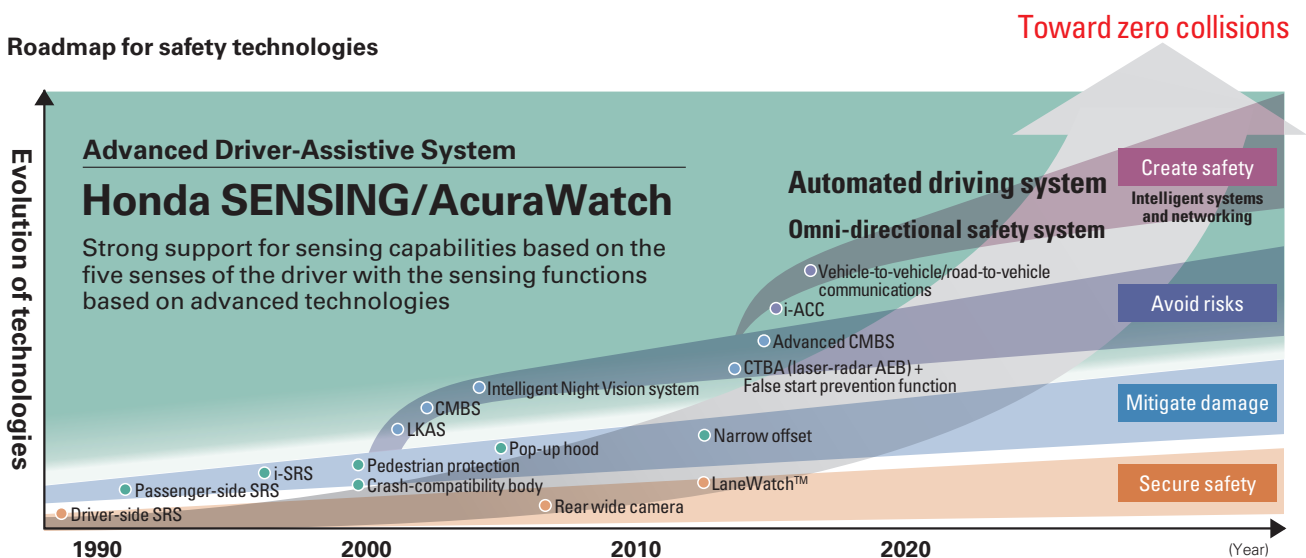 Toward zero collisions
Roadmap for safety technologies
Evolution of technologies
Advanced Driver-Assistive System
Honda SENSING/AcuraWatch
Strong support for sensing capabilities based on the
five senses of the driver with the sensing functions
based on advanced technologies
Automated driving system
Omni-directional safety system
Create safety
Intelligent systems
and networking
Vehicle-to-vehicle/road-to-vehicle
communications
i-ACC
Avoid risks
Advanced CMBS
CTBA (laser-radar AEB) +
False start prevention function
Intelligent Night Vision system
CMBS
LKAS
Mitigate damage
Narrow offset
Pop-up hood
Pedestrian protection
Crash-compatibility body
i-SRS
Passenger-side SRS
Secure safety
LaneWatch™
Rear wide camera
Driver-side SRS
1990
2000
2010
2020
(Year)